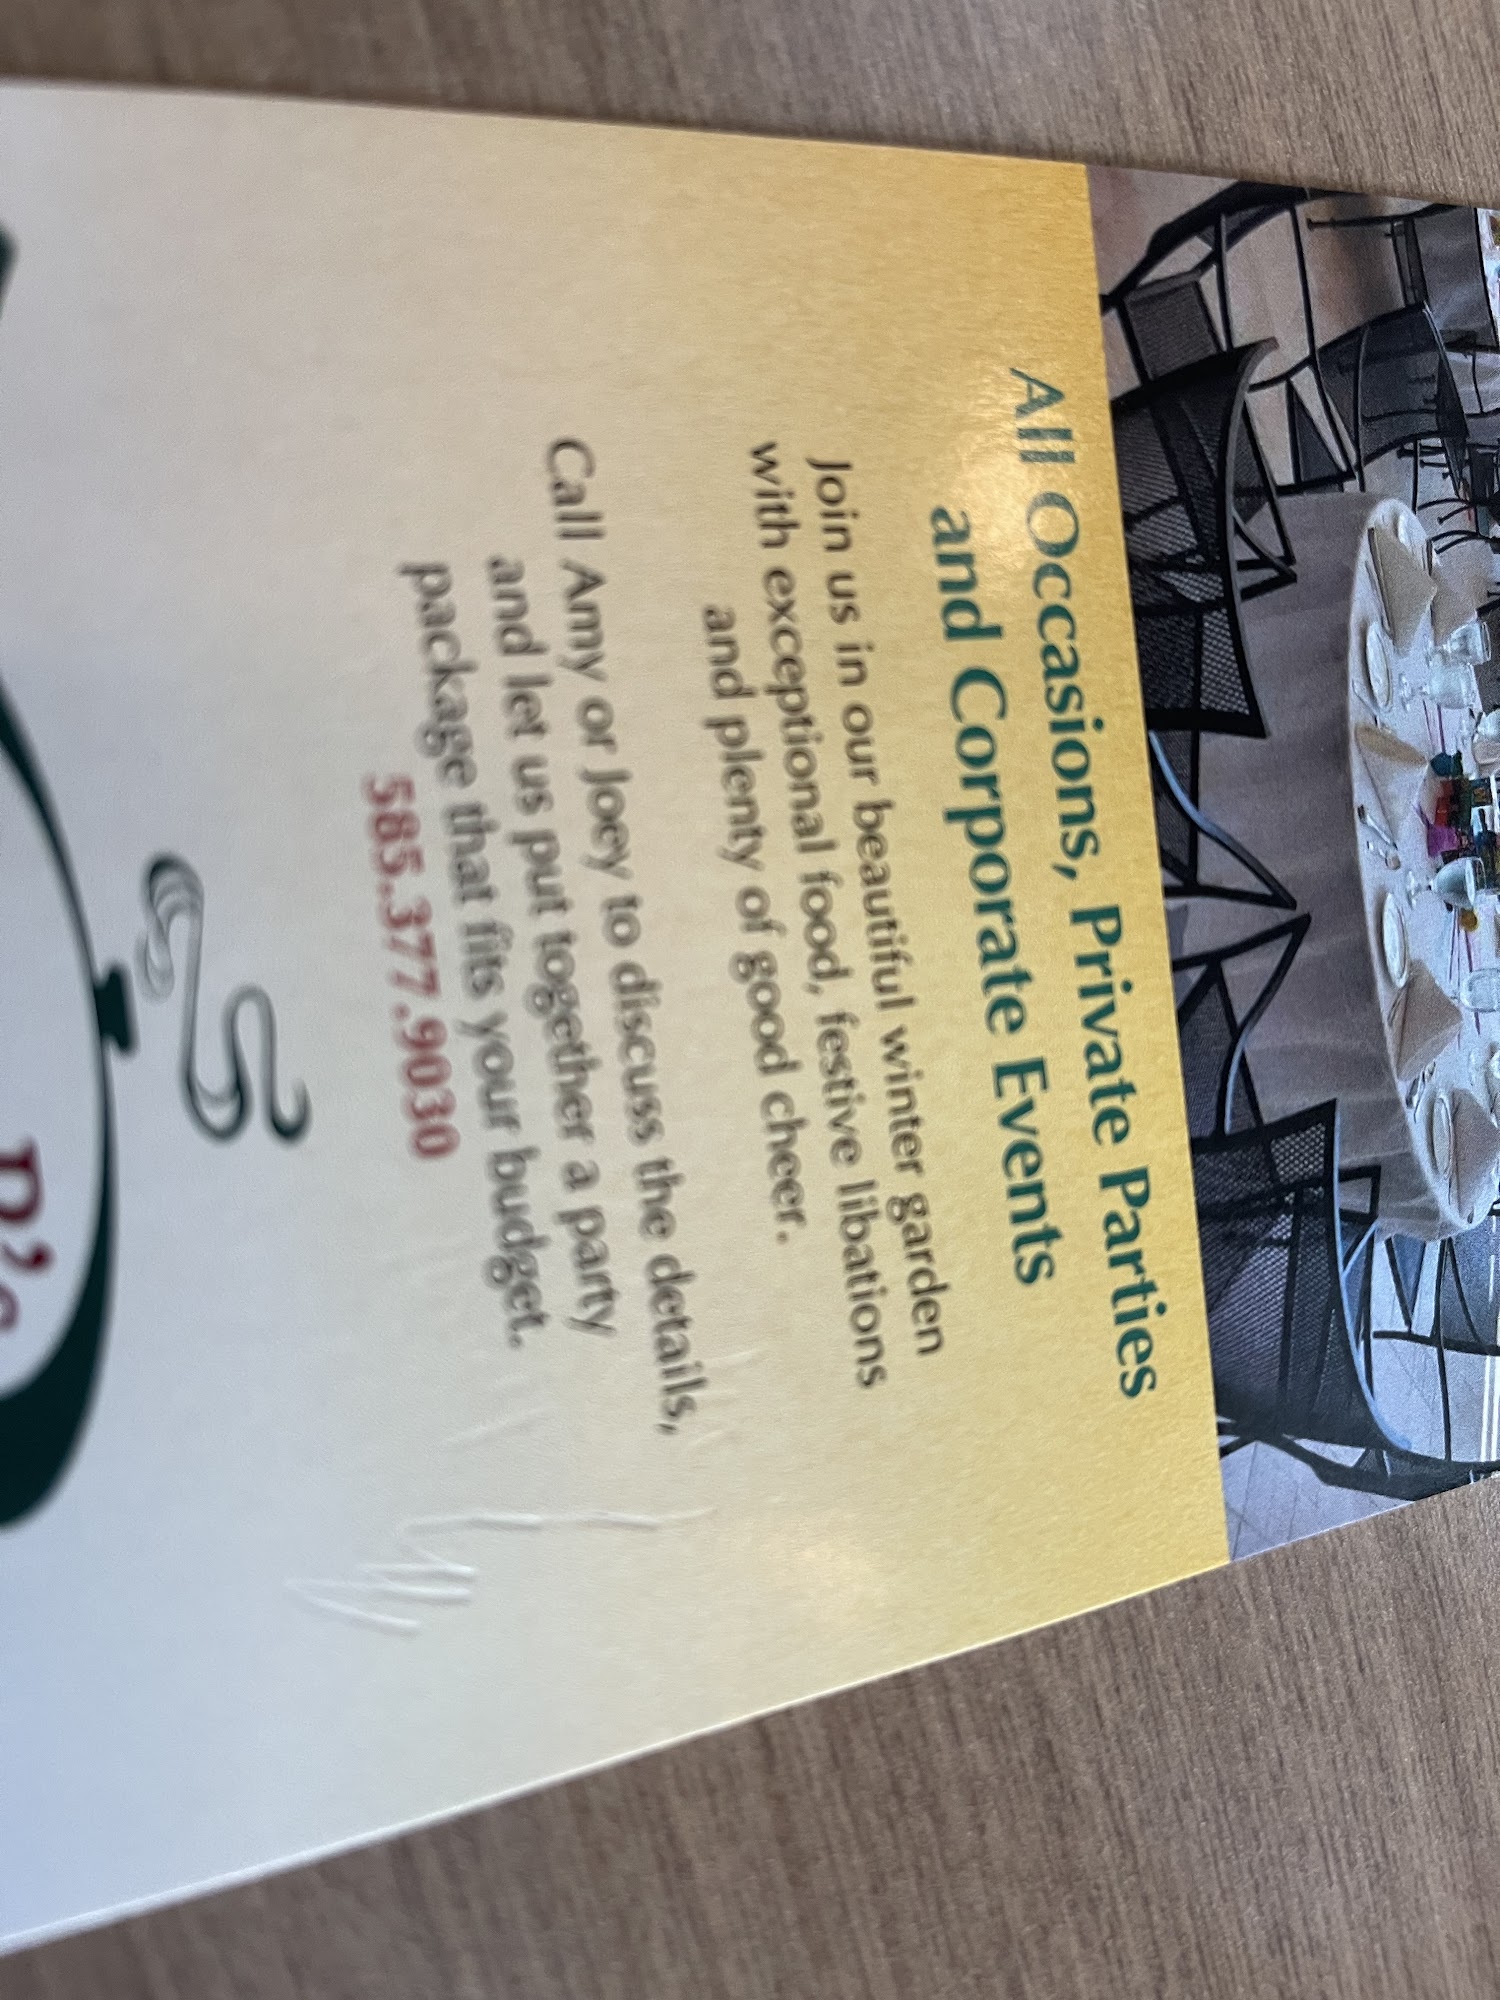 All Occasions, Private Parties
and Corporate Events
Join us in our beautiful winter garden
with exceptional food, festive libations
and plenty of good cheer.
Call Amy or Joey to discuss the details,
and let us put together a party
package that fits your budget.
585.377.9030